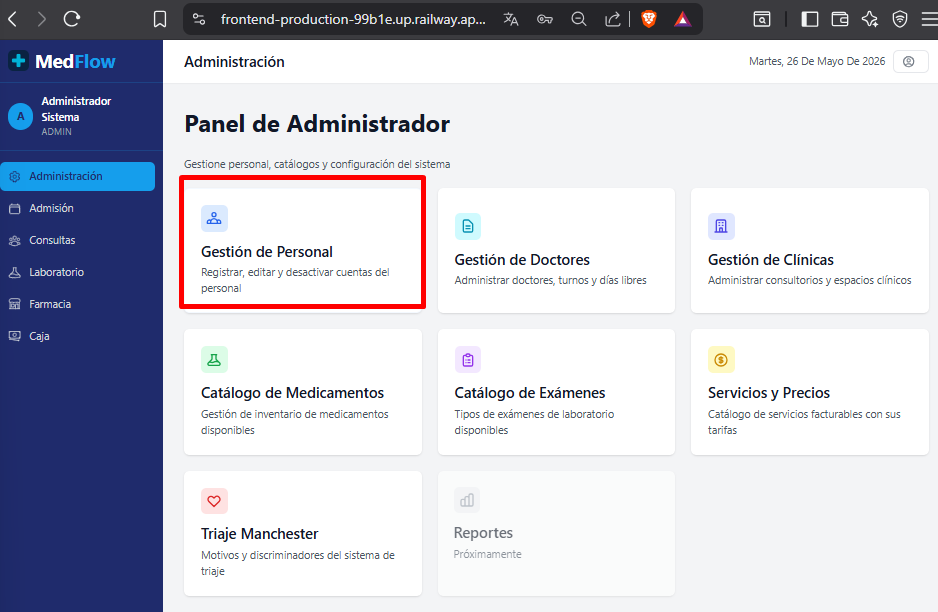 frontend-production-99b1e.up.railway.ap...
MedFlow
Administración
Martes, 26 De Mayo De 2026
A
Administrador
Sistema
ADMIN
Administración
Admisión
Consultas
Laboratorio
Farmacia
Caja
Panel de Administrador
Gestione personal, catálogos y configuración del sistema
Gestión de Personal
Registrar, editar y desactivar cuentas del
personal
Gestión de Doctores
Administrar doctores, turnos y días libres
Gestión de Clínicas
Administrar consultorios y espacios clínicos
Catálogo de Medicamentos
Gestión de inventario de medicamentos
disponibles
Catálogo de Exámenes
Tipos de exámenes de laboratorio
disponibles
Servicios y Precios
Catálogo de servicios facturables con sus
tarifas
Triaje Manchester
Motivos y discriminadores del sistema de
triaje
Reportes
Próximamente